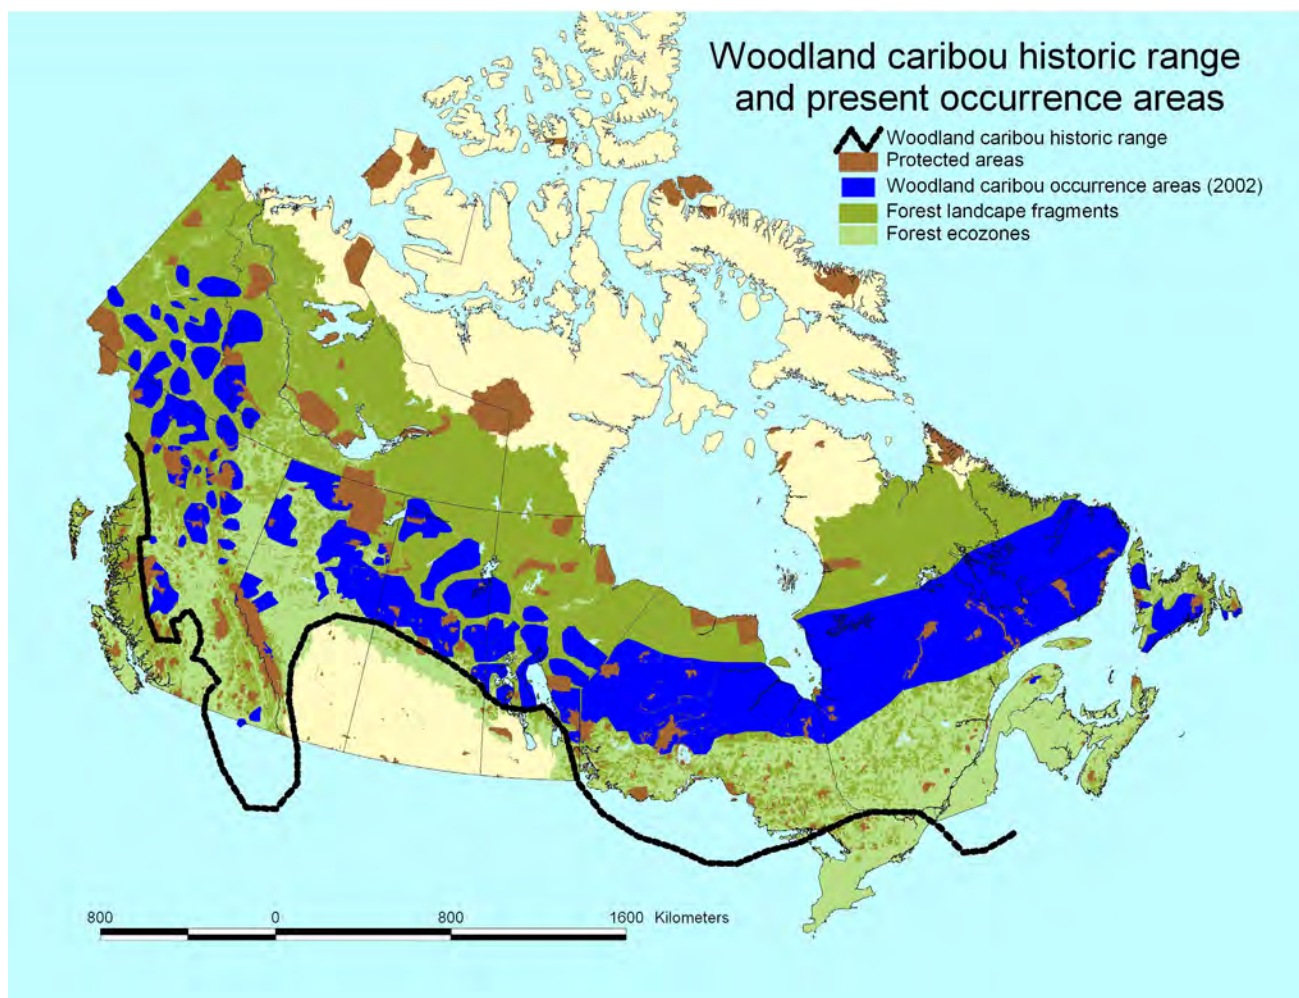 Woodland caribou historic range
and present occurrence areas
Woodland caribou historic range
Protected areas
Woodland caribou occurrence areas (2002)
Forest landscape fragments
Forest ecozones
800 0 800 1600 Kilometers